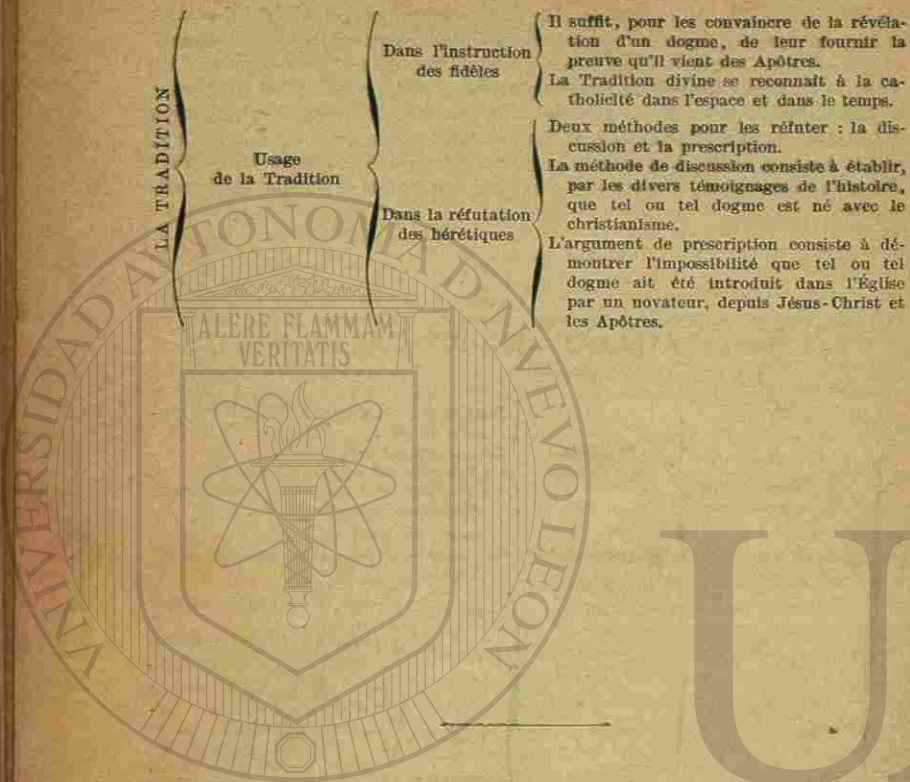 LA TRADITION
Usage
de la Tradition
Dans l'instruction
des fidèles
Il suffit, pour les convaincre de la révéla-
tion d'un dogme, de leur fournir la
preuve qu'il vient des Apôtres.
La Tradition divine se reconnaît à la ca-
tholicité dans l'espace et dans le temps.
Dans la réfutation
des hérétiques
Deux méthodes pour les réfuter : la dis-
cussion et la prescription.
La méthode de discussion consiste à établir,
par les divers témoignages de l'histoire,
que tel ou tel dogme est né avec le
christianisme.
L'argument de prescription consiste à dé-
montrer l'impossibilité que tel ou tel
dogme ait été introduit dans l'Église
par un novateur, depuis Jésus-Christ et
les Apôtres.
UNIVERSIDAD AUTONOMA DE NUEVO LEON
ALERE FLAMMAM
VERITATIS
U